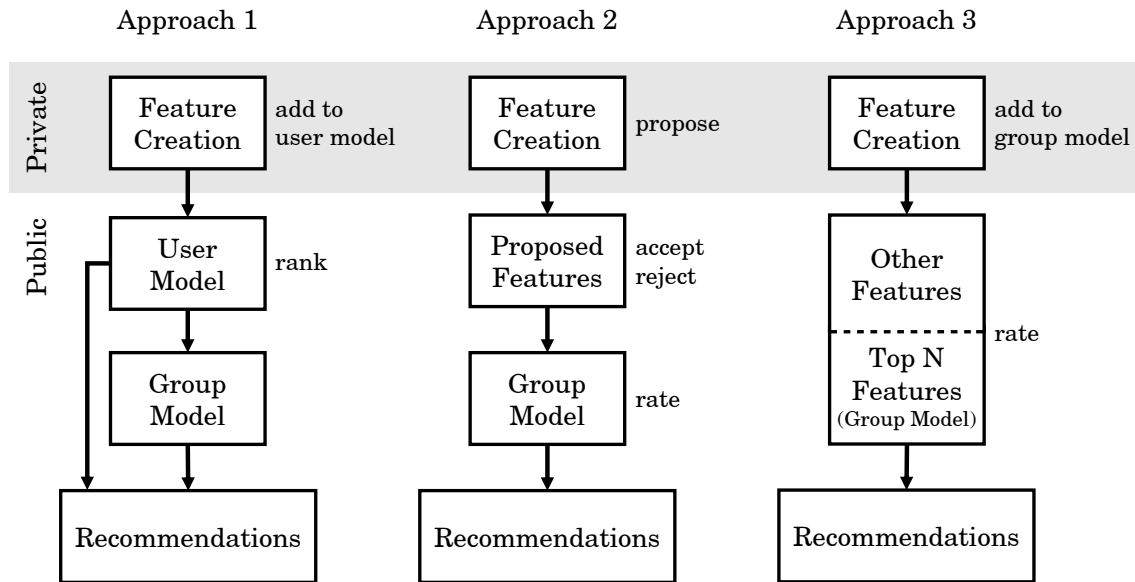 Approach 1
Approach 2
Approach 3
Private
Feature
Creation
add to
user model
Feature
Creation
propose
Feature
Creation
add to
group model
Public
User
Model
rank
Proposed
Features
accept
reject
Other
Features
rate
Group
Model
Group
Model
rate
Top N
Features
(Group Model)
Recommendations
Recommendations
Recommendations